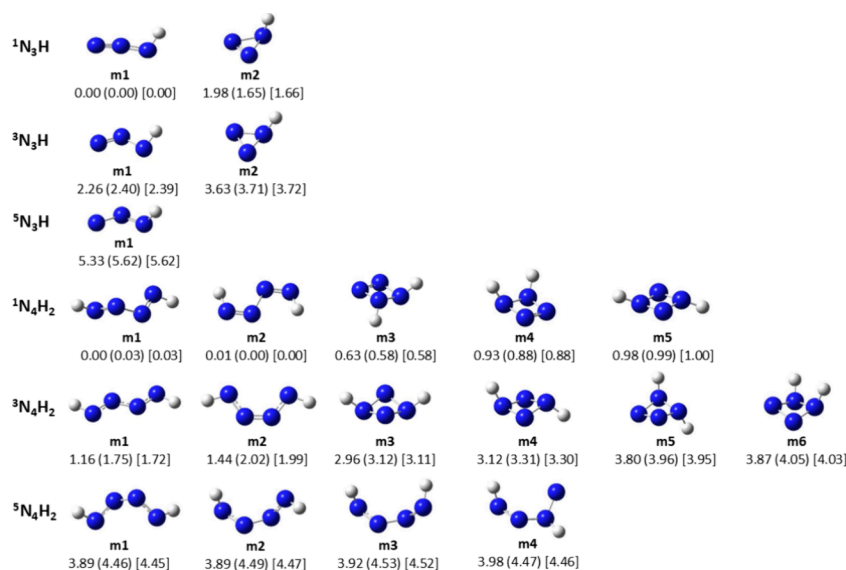 ¹N₃H
m1 m2
0.00 (0.00) [0.00] 1.98 (1.65) [1.66]
³N₃H
m1 m2
2.26 (2.40) [2.39] 3.63 (3.71) [3.72]
⁵N₃H
m1
5.33 (5.62) [5.62]
¹N₄H₂
m1 m2 m3 m4 m5
0.00 (0.03) [0.03] 0.01 (0.00) [0.00] 0.63 (0.58) [0.58] 0.93 (0.88) [0.88] 0.98 (0.99) [1.00]
³N₄H₂
m1 m2 m3 m4 m5 m6
1.16 (1.75) [1.72] 1.44 (2.02) [1.99] 2.96 (3.12) [3.11] 3.12 (3.31) [3.30] 3.80 (3.96) [3.95] 3.87 (4.05) [4.03]
⁵N₄H₂
m1 m2 m3 m4
3.89 (4.46) [4.45] 3.89 (4.49) [4.47] 3.92 (4.53) [4.52] 3.98 (4.47) [4.46]